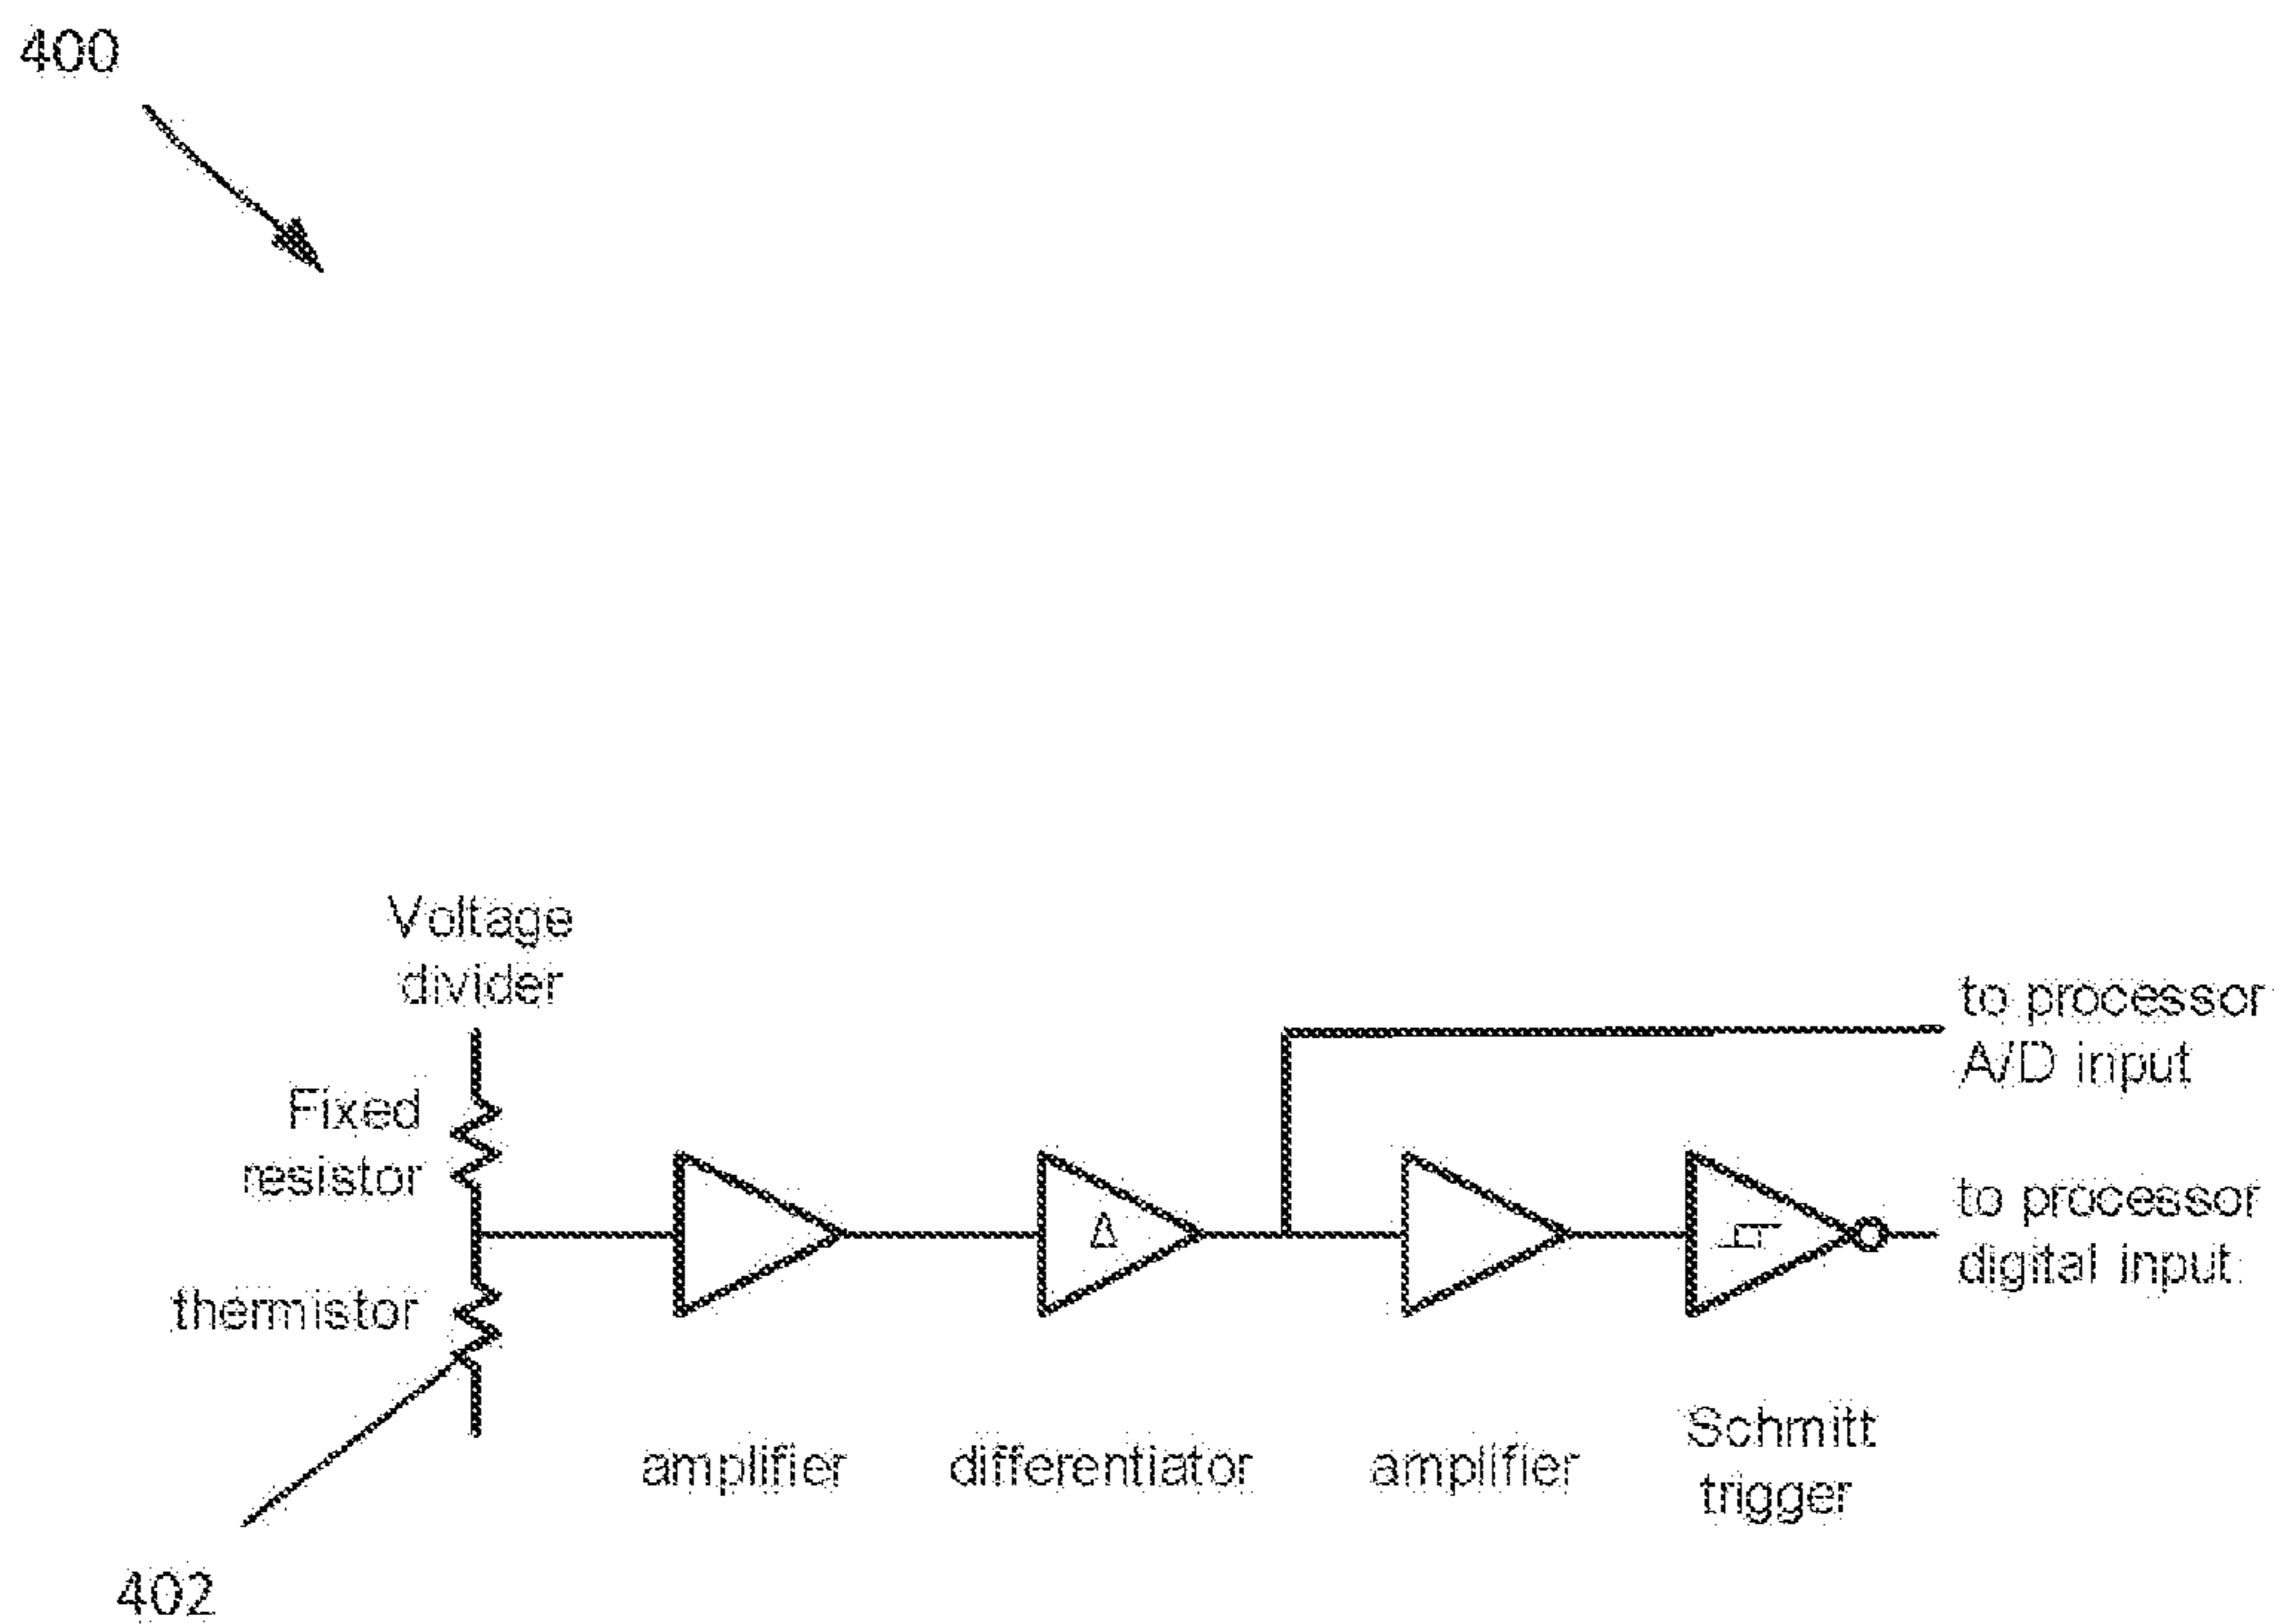 400
Voltage
divider
Fixed
resistor
thermistor
402
amplifier
Δ
differentiator
amplifier
Schmitt
trigger
to processor
A/D input
to processor
digital input